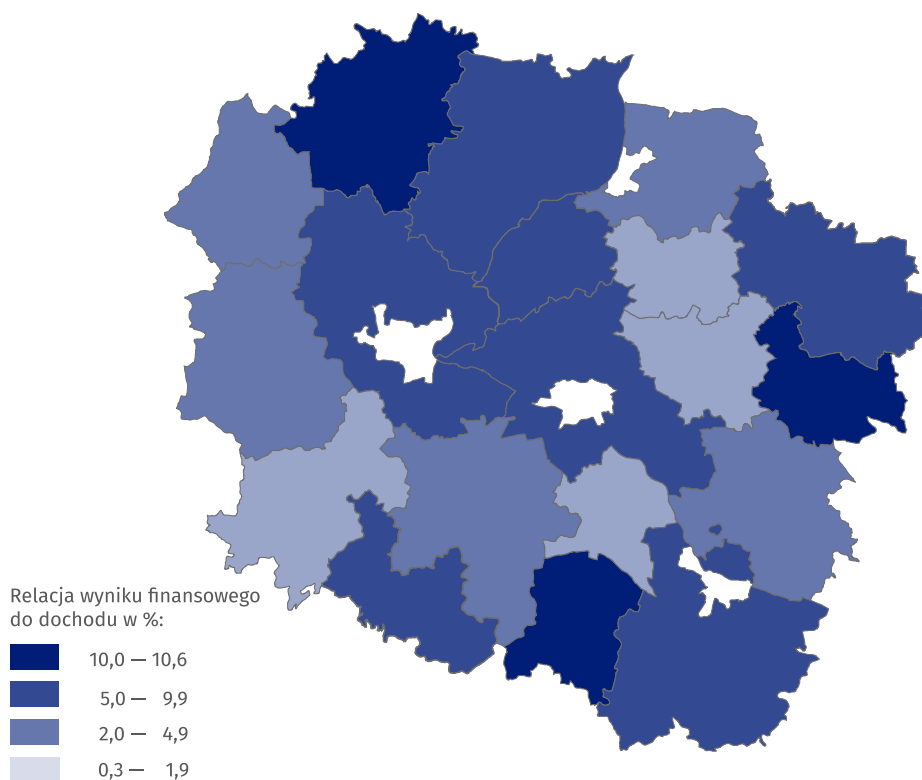 Relacja wyniku finansowego
do dochodu w %:
10,0 — 10,6
5,0 — 9,9
2,0 — 4,9
0,3 — 1,9